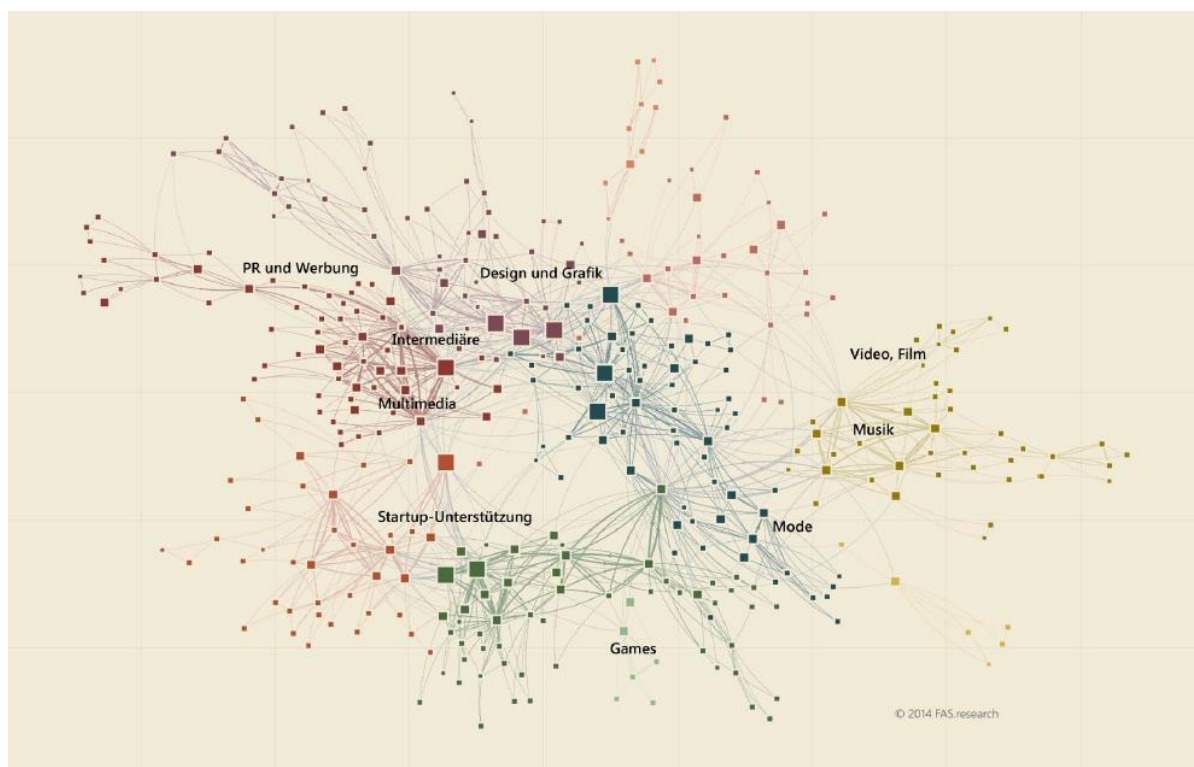 PR und Werbung
Design und Grafik
Intermediäre
Video, Film
Multimedia
Musik
Startup-Unterstützung
Mode
Games
© 2014 FAS.research